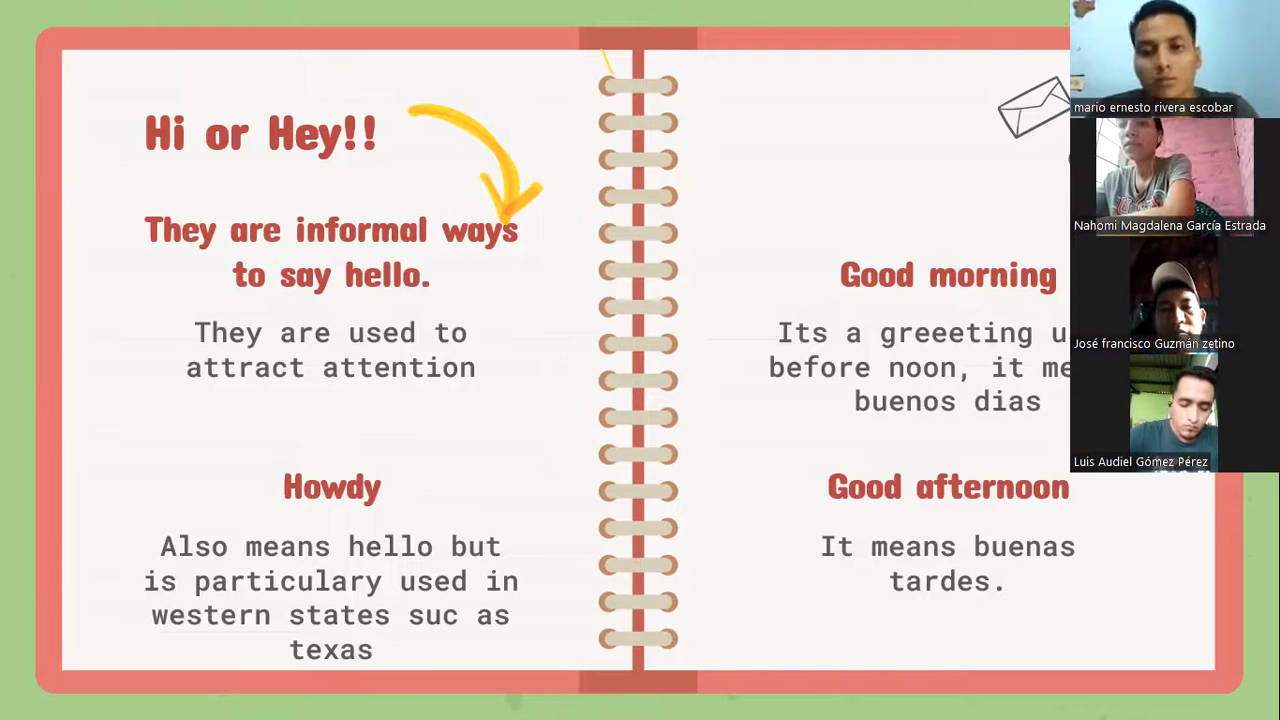 Hi or Hey!!
They are informal ways
to say hello.
They are used to
attract attention
Howdy
Also means hello but
is particulary used in
western states suc as
texas
Good morning
Its a greeeting
before noon, it
buenos dias
Good afternoon
It means buenas
tardes.
mario ernesto rivera escobar
Nahomi Magdalena García Estrada
José francisco Guzmán zetino
Luis Audiel Gómez Pérez